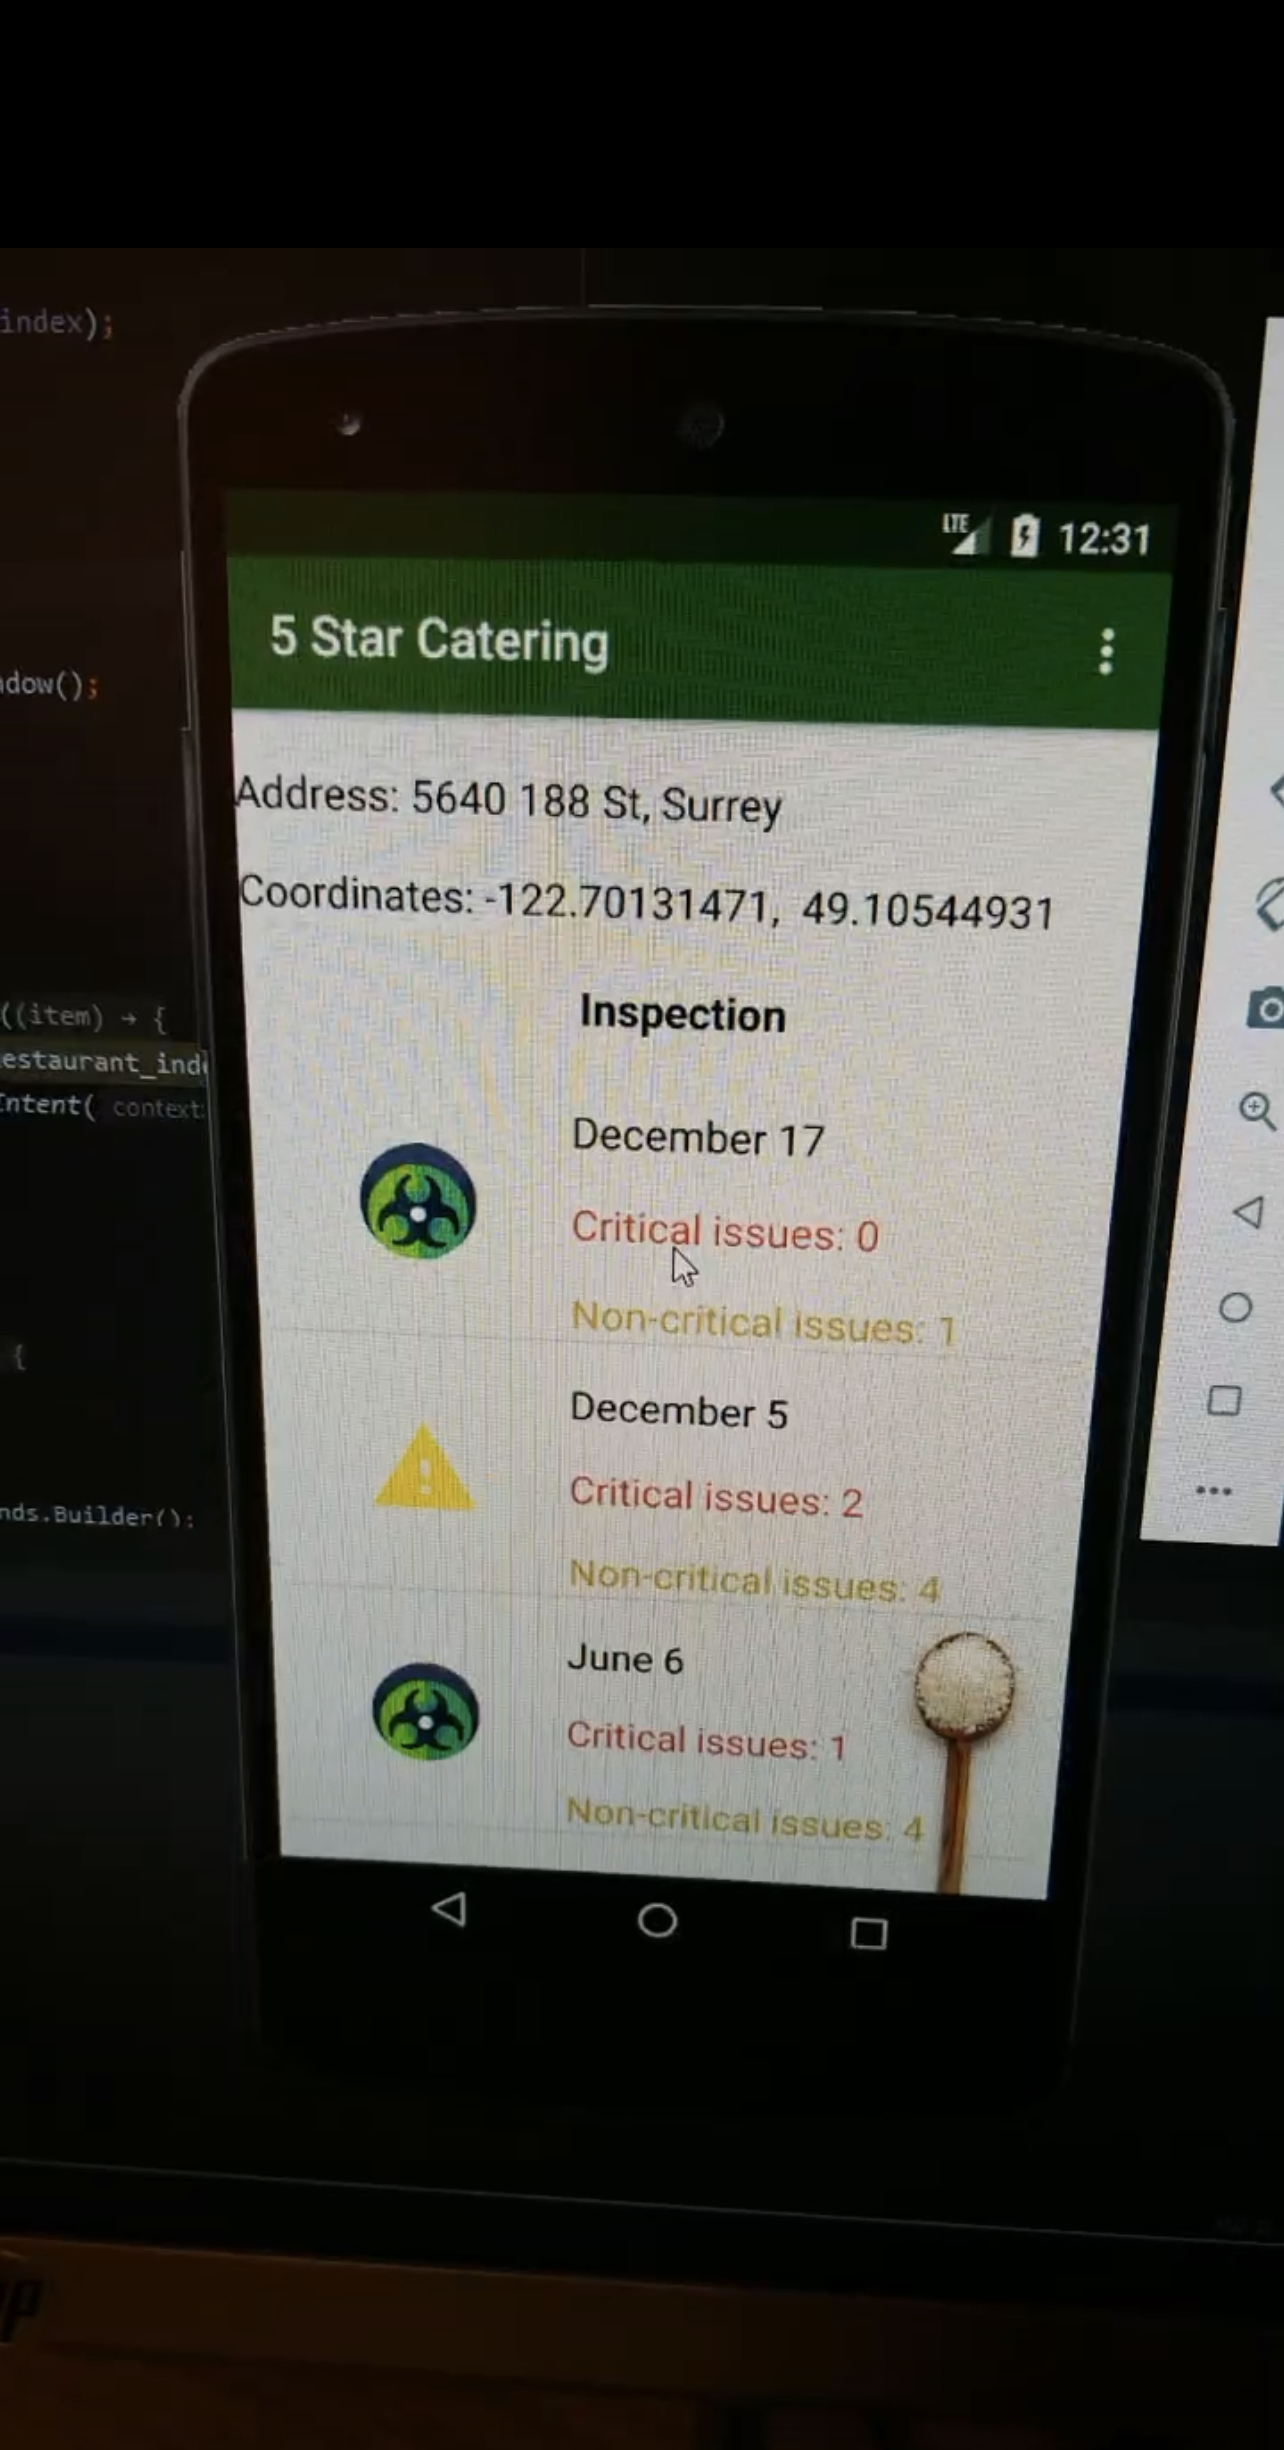 index);
LTE 12:31
5 Star Catering
dow();
Address: 5640 188 St, Surrey
Coordinates: -122.70131471, 49.10544931
Inspection
((item) → {
estaurant_ind
Intent( context:
December 17
Critical issues: 0
Non-critical issues: 1
{
December 5
Critical issues: 2
nds.Builder();
Non-critical issues: 4
June 6
Critical issues: 1
Non-critical issues: 4
hp